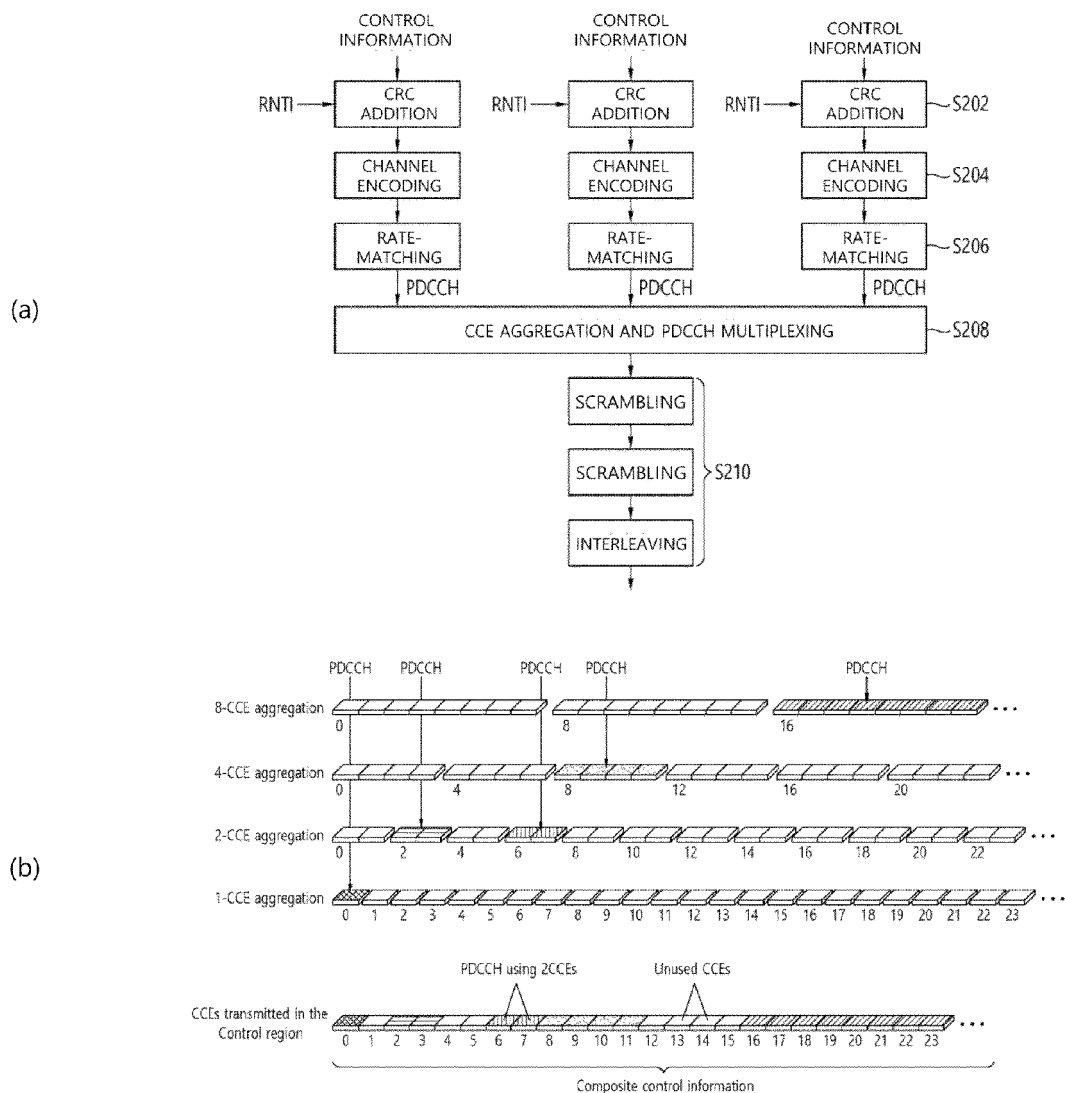 CONTROL INFORMATION
CONTROL INFORMATION
CONTROL INFORMATION
RNTI
CRC ADDITION
RNTI
CRC ADDITION
RNTI
CRC ADDITION
S202
CHANNEL ENCODING
CHANNEL ENCODING
CHANNEL ENCODING
S204
RATE-MATCHING
RATE-MATCHING
RATE-MATCHING
S206
PDCCH
PDCCH
PDCCH
(a)
CCE AGGREGATION AND PDCCH MULTIPLEXING
S208
SCRAMBLING
SCRAMBLING
S210
INTERLEAVING
PDCCH PDCCH PDCCH PDCCH PDCCH
8-CCE aggregation
0 8 16
4-CCE aggregation
0 4 8 12 16 20
2-CCE aggregation
0 2 4 6 8 10 12 14 16 18 20 22
(b)
1-CCE aggregation
0 1 2 3 4 5 6 7 8 9 10 11 12 13 14 15 16 17 18 19 20 21 22 23
PDCCH using 2CCEs
Unused CCEs
CCEs transmitted in the
Control region
0 1 2 3 4 5 6 7 8 9 10 11 12 13 14 15 16 17 18 19 20 21 22 23
Composite control information